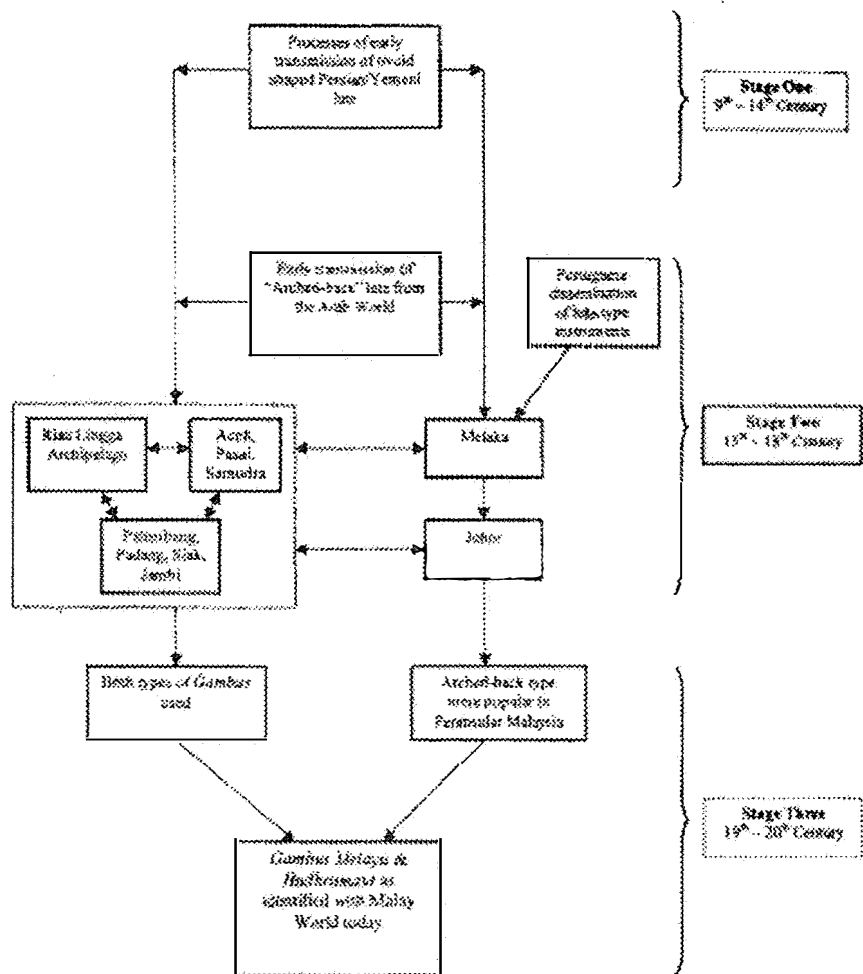 Processes of early
transmission of ovoid
shaped Persian/Yemeni
lute
Stage One
9th – 14th Century
Early transmission of
"Arched-back" lute from
the Arab World
Portuguese
dissemination
of lute type
instruments
Riau Lingga
Archipelago
Aceh,
Pasai,
Samudra
Melaka
Stage Two
15th – 18th Century
Palembang,
Padang, Siak,
Jambi
Johor
Both types of Gambus
used
Arched-back type
were popular in
Peninsular Malaysia
Stage Three
19th – 20th Century
Gambus Melayu &
Hadhramaut as
identified with Malay
World today